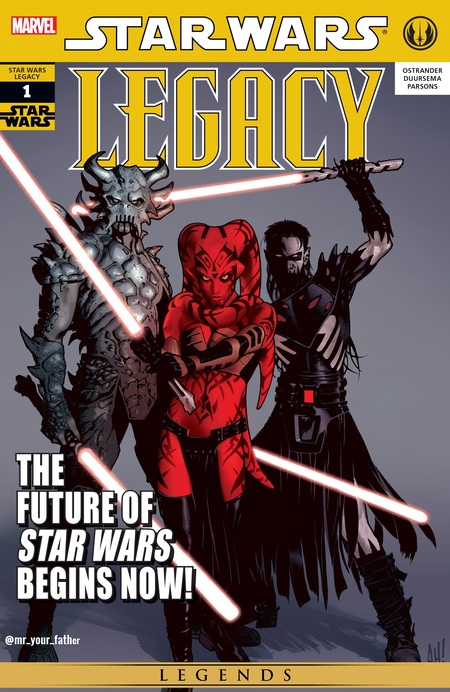 MARVEL
STAR WARS®
STAR WARS
LEGACY
1
STAR
WARS
LEGACY
OSTRANDER
DUURSEMA
PARSONS
THE
FUTURE OF
STAR WARS
BEGINS NOW!
@mr_your_father
AH!
LEGENDS